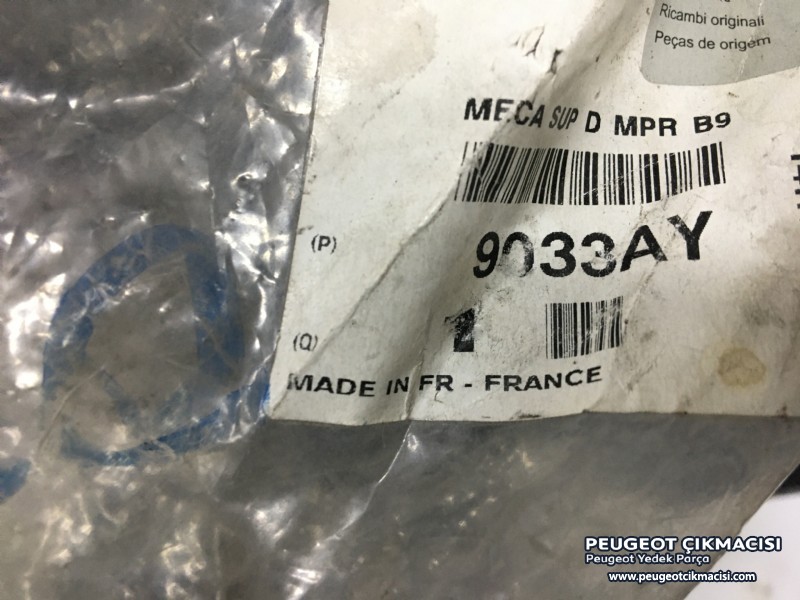 Ricambi originali
Peças de origem
MECA SUP D MPR B9
(P)
9033AY
(Q)
1
MADE IN FR - FRANCE
PEUGEOT ÇIKMACISI
Peugeot Yedek Parça
www.peugeotcikmacisi.com